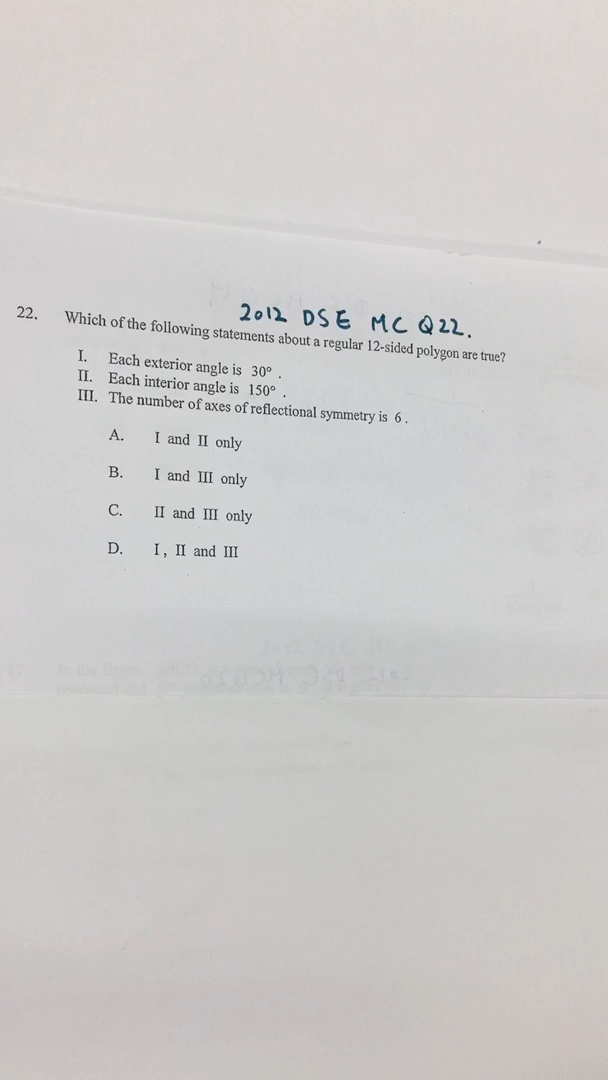 2012 DSE MC Q22.
22. Which of the following statements about a regular 12-sided polygon are true?
I. Each exterior angle is 30° .
II. Each interior angle is 150° .
III. The number of axes of reflectional symmetry is 6 .
A. I and II only
B. I and III only
C. II and III only
D. I , II and III